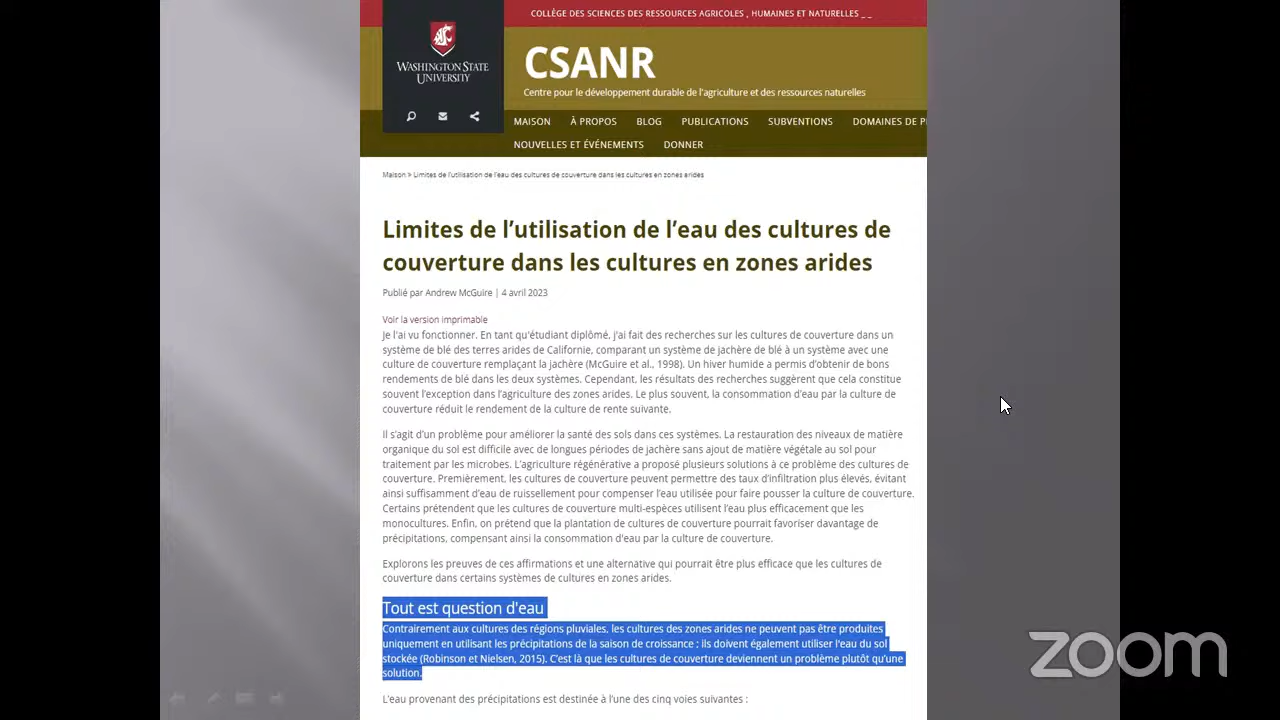 COLLÈGE DES SCIENCES DES RESSOURCES AGRICOLES , HUMAINES ET NATURELLES _ _
WASHINGTON STATE
UNIVERSITY
CSANR
Centre pour le développement durable de l'agriculture et des ressources naturelles
MAISON À PROPOS BLOG PUBLICATIONS SUBVENTIONS DOMAINES DE P
NOUVELLES ET ÉVÉNEMENTS DONNER
Maison » Limites de l'utilisation de l'eau des cultures de couverture dans les cultures en zones arides
Limites de l’utilisation de l’eau des cultures de
couverture dans les cultures en zones arides
Publié par Andrew McGuire | 4 avril 2023
Voir la version imprimable
Je l'ai vu fonctionner. En tant qu'étudiant diplômé, j'ai fait des recherches sur les cultures de couverture dans un
système de blé des terres arides de Californie, comparant un système de jachère de blé à un système avec une
culture de couverture remplaçant la jachère (McGuire et al., 1998). Un hiver humide a permis d’obtenir de bons
rendements de blé dans les deux systèmes. Cependant, les résultats des recherches suggèrent que cela constitue
souvent l’exception dans l’agriculture des zones arides. Le plus souvent, la consommation d’eau par la culture de
couverture réduit le rendement de la culture de rente suivante.
Il s’agit d’un problème pour améliorer la santé des sols dans ces systèmes. La restauration des niveaux de matière
organique du sol est difficile avec de longues périodes de jachère sans ajout de matière végétale au sol pour
traitement par les microbes. L’agriculture régénérative a proposé plusieurs solutions à ce problème des cultures de
couverture. Premièrement, les cultures de couverture peuvent permettre des taux d’infiltration plus élevés, évitant
ainsi suffisamment d’eau de ruissellement pour compenser l’eau utilisée pour faire pousser la culture de couverture.
Certains prétendent que les cultures de couverture multi-espèces utilisent l’eau plus efficacement que les
monocultures. Enfin, on prétend que la plantation de cultures de couverture pourrait favoriser davantage de
précipitations, compensant ainsi la consommation d'eau par la culture de couverture.
Explorons les preuves de ces affirmations et une alternative qui pourrait être plus efficace que les cultures de
couverture dans certains systèmes de cultures en zones arides.
Tout est question d'eau
Contrairement aux cultures des régions pluviales, les cultures des zones arides ne peuvent pas être produites
uniquement en utilisant les précipitations de la saison de croissance ; ils doivent également utiliser l'eau du sol
stockée (Robinson et Nielsen, 2015). C’est là que les cultures de couverture deviennent un problème plutôt qu’une
solution.
L’eau provenant des précipitations est destinée à l’une des cinq voies suivantes :
zoom